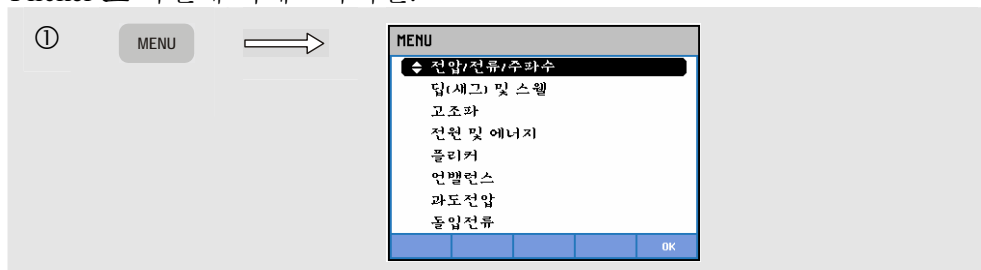 ①
MENU
MENU
전압/전류/주파수
딥(새그) 및 스웰
고조파
전원 및 에너지
플리커
언밸런스
과도전압
돌입전류
OK